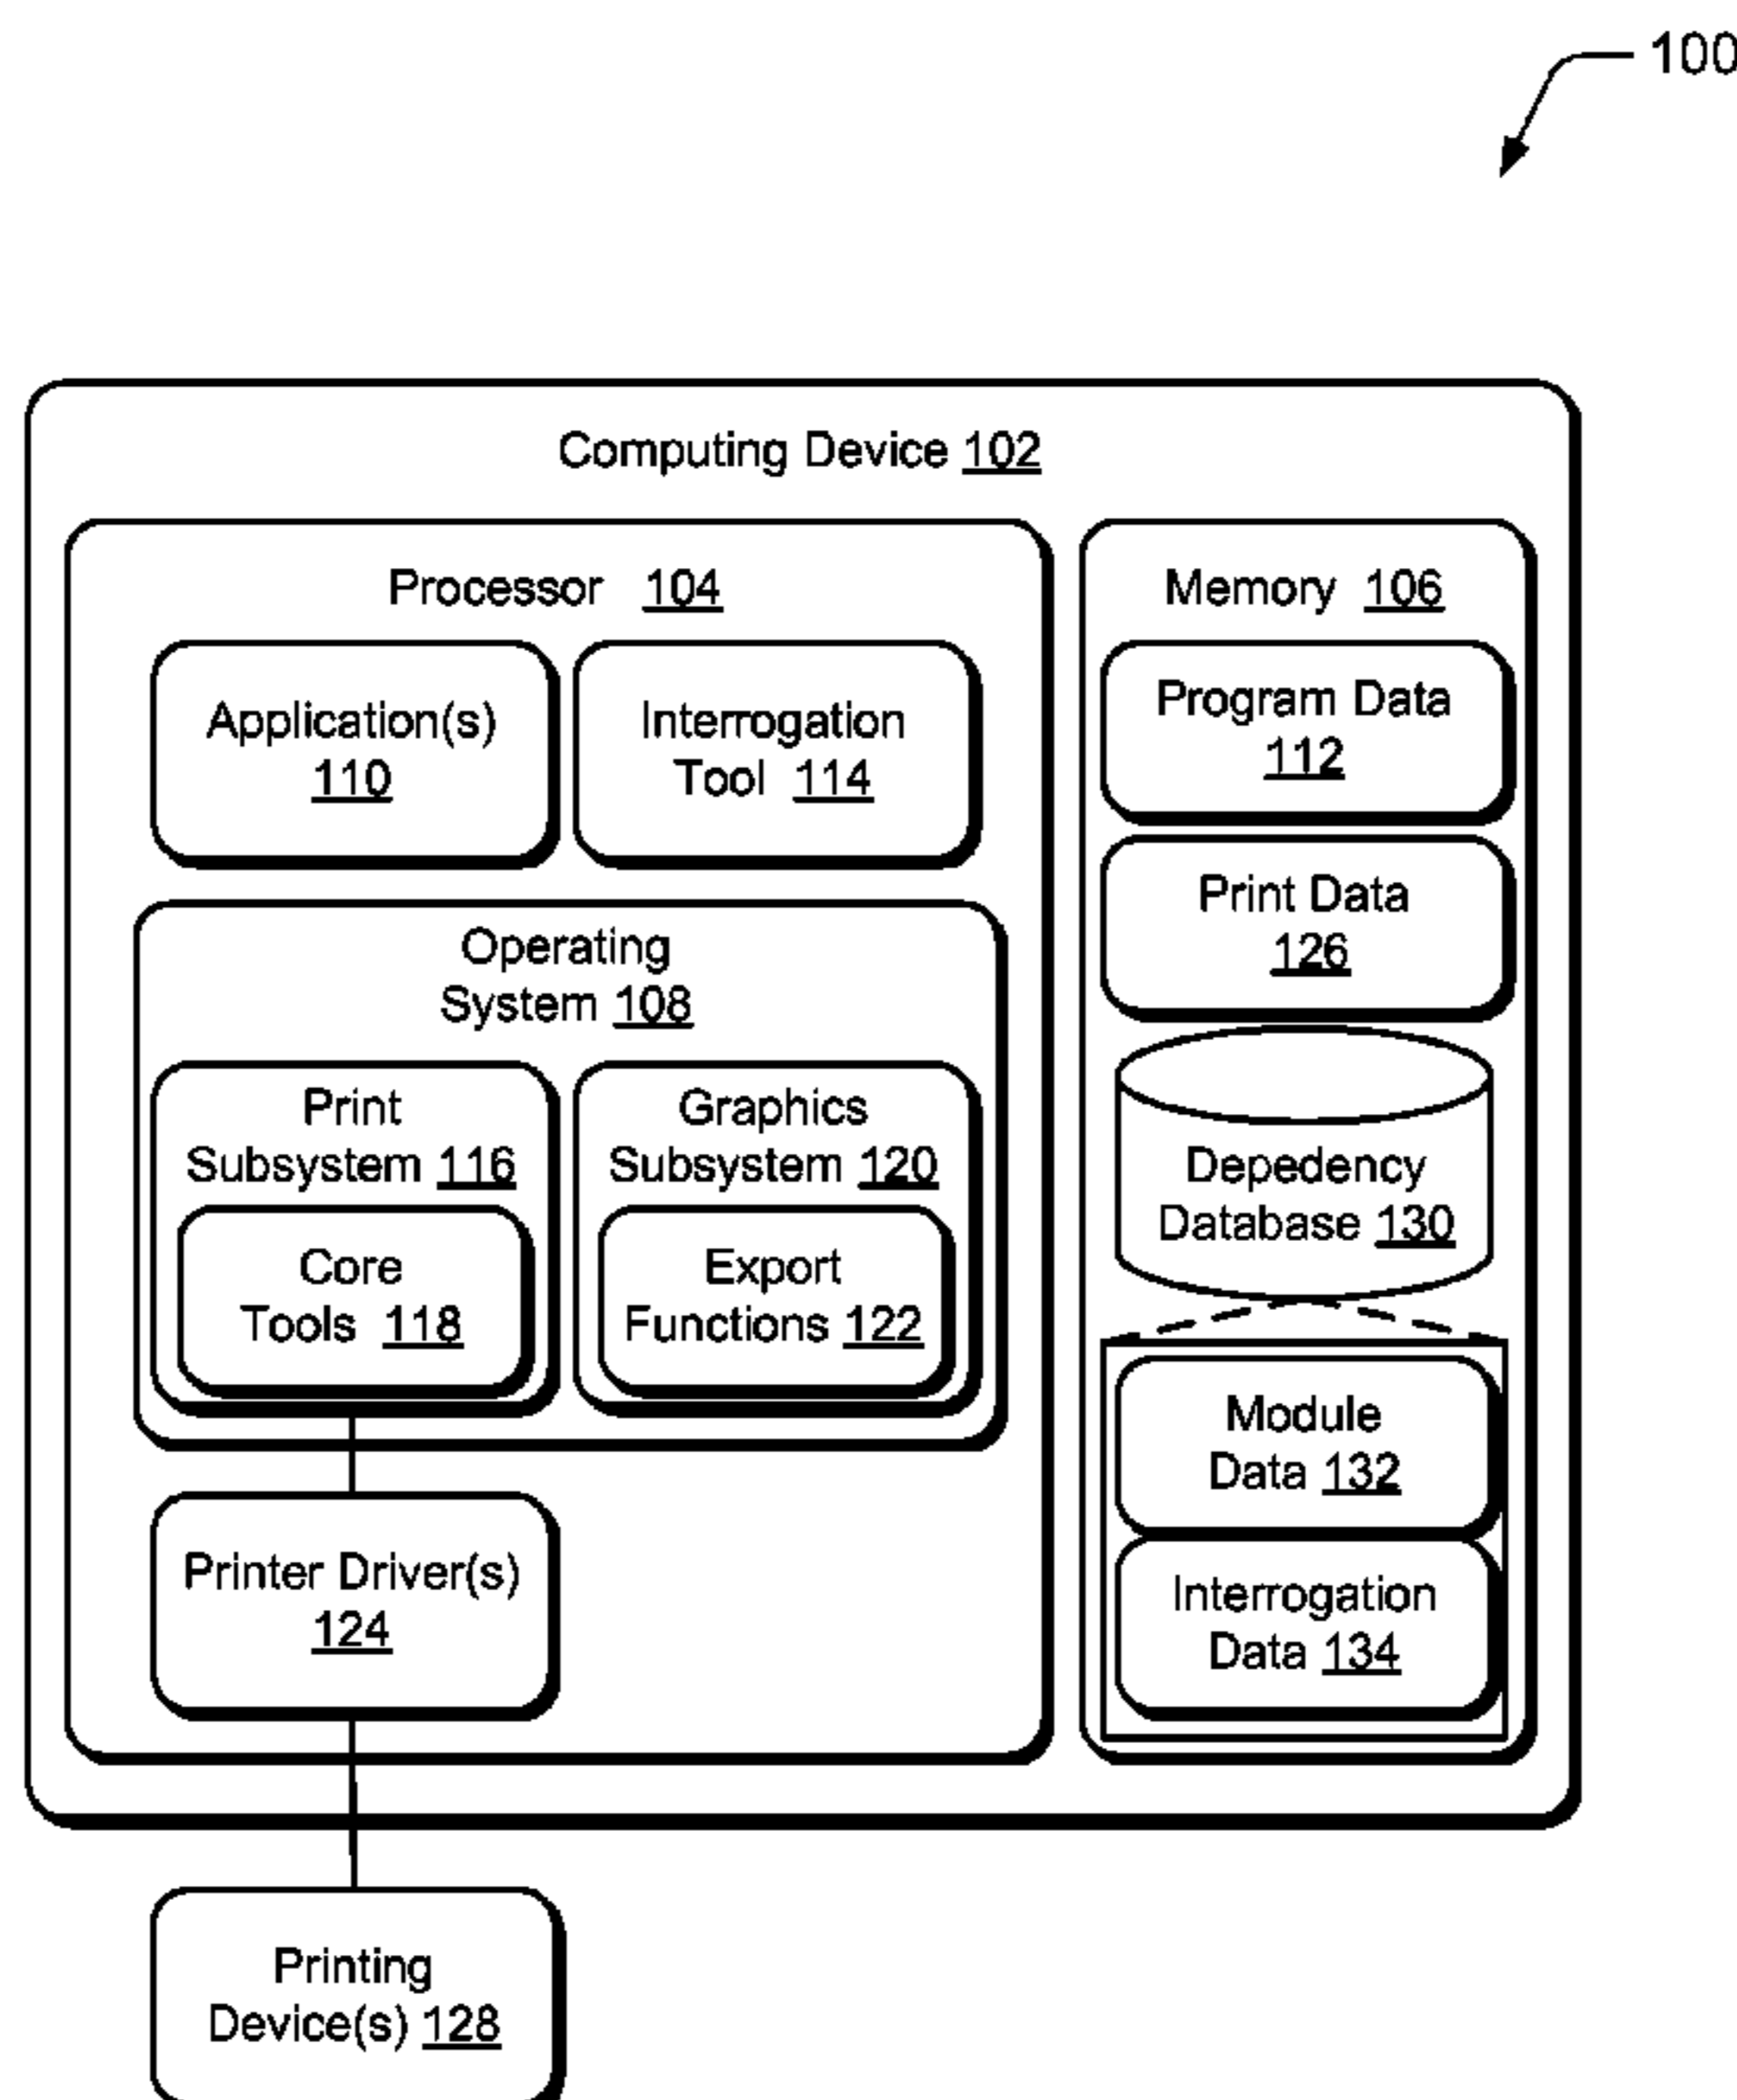 100
Computing Device 102
Processor 104
Application(s)
110
Interrogation
Tool 114
Operating
System 108
Print
Subsystem 116
Core
Tools 118
Graphics
Subsystem 120
Export
Functions 122
Printer Driver(s)
124
Memory 106
Program Data
112
Print Data
126
Depedency
Database 130
Module
Data 132
Interrogation
Data 134
Printing
Device(s) 128